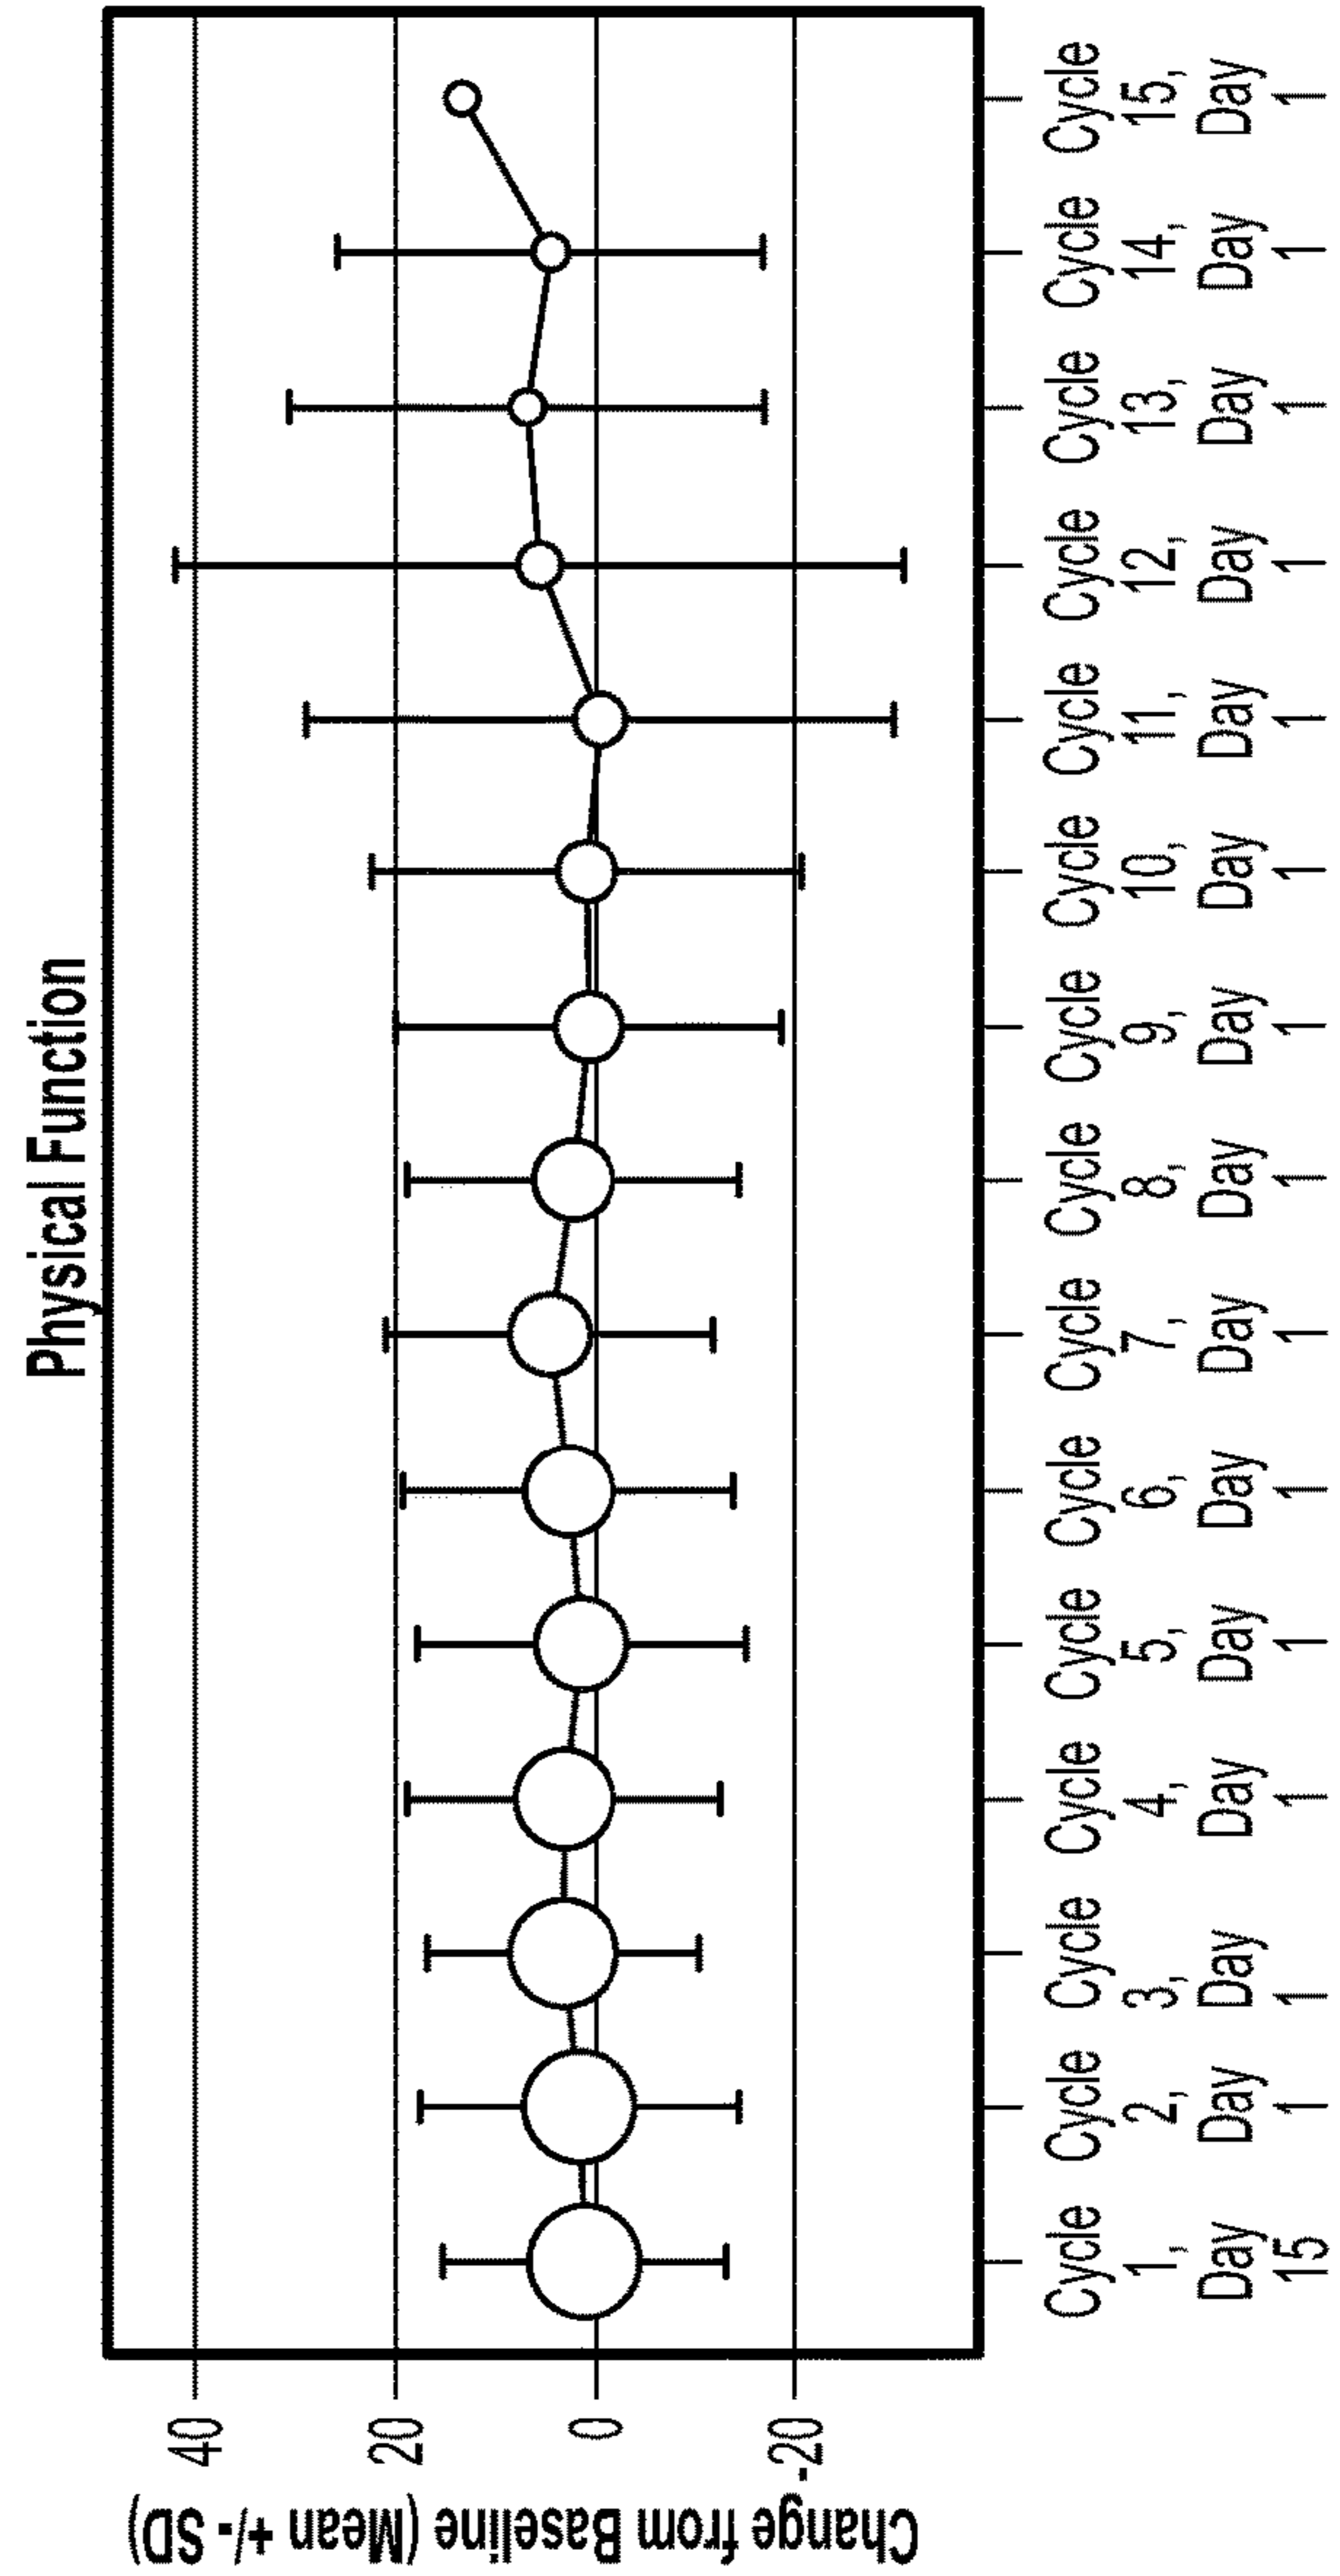 Physical Function
Change from Baseline (Mean +/- SD)
40
20
0
-20
Cycle
1,
Day
15
Cycle
2,
Day
1
Cycle
3,
Day
1
Cycle
4,
Day
1
Cycle
5,
Day
1
Cycle
6,
Day
1
Cycle
7,
Day
1
Cycle
8,
Day
1
Cycle
9,
Day
1
Cycle
10,
Day
1
Cycle
11,
Day
1
Cycle
12,
Day
1
Cycle
13,
Day
1
Cycle
14,
Day
1
Cycle
15,
Day
1